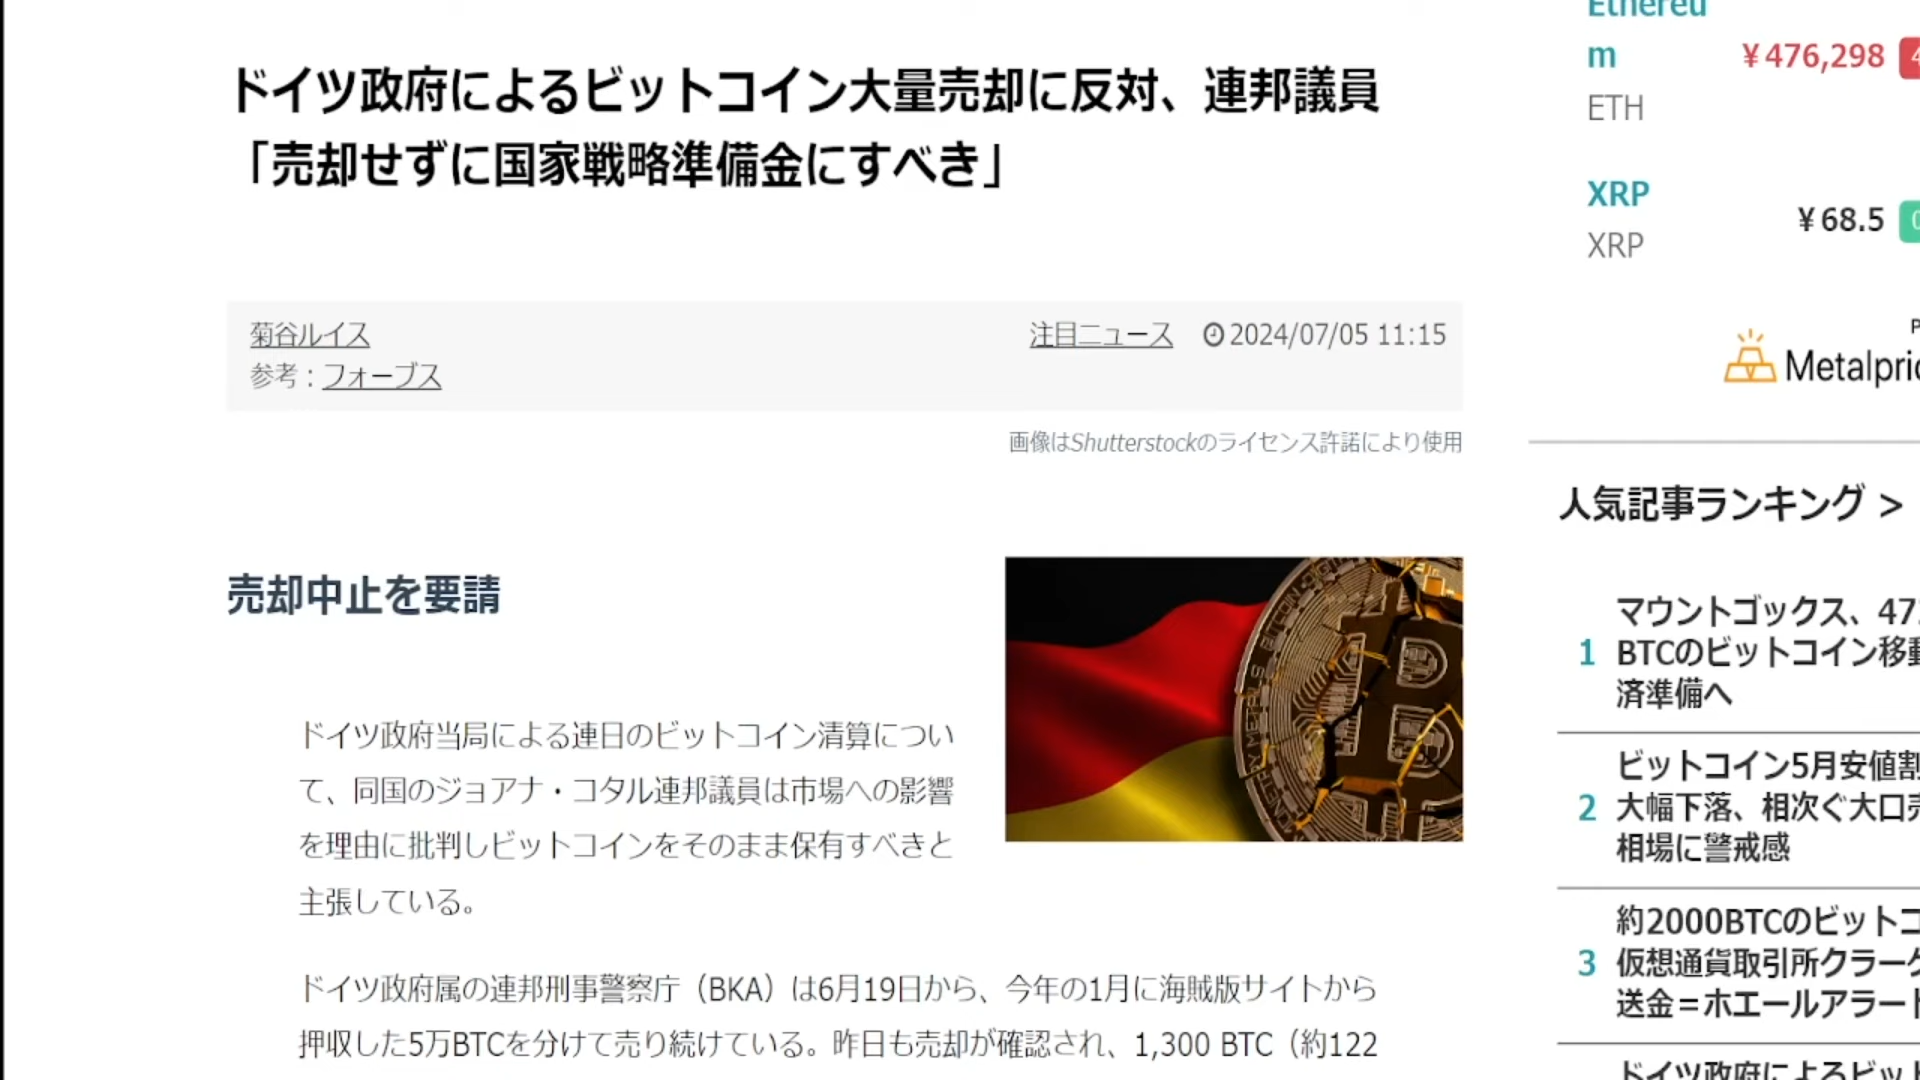 ドイツ政府によるビットコイン大量売却に反対、連邦議員
「売却せずに国家戦略準備金にすべき」
菊谷ルイス
参考：フォーブス
注目ニュース
2024/07/05 11:15
画像はShutterstockのライセンス許諾により使用
売却中止を要請
ドイツ政府当局による連日のビットコイン清算につい
て、同国のジョアナ・コタル連邦議員は市場への影響
を理由に批判しビットコインをそのまま保有すべきと
主張している。
ドイツ政府属の連邦刑事警察庁（BKA）は6月19日から、今年の1月に海賊版サイトから
押収した5万BTCを分けて売り続けている。昨日も売却が確認され、1,300 BTC（約122
Ethereu
m
ETH
¥476,298
XRP
XRP
¥68.5
Metalpric
人気記事ランキング >
1
マウントゴックス、47
BTCのビットコイン移動
済準備へ
2
ビットコイン5月安値割
大幅下落、相次ぐ大口売
相場に警戒感
3
約2000BTCのビットコ
仮想通貨取引所クラーク
送金＝ホエールアラート
ドイツ政府によるビット